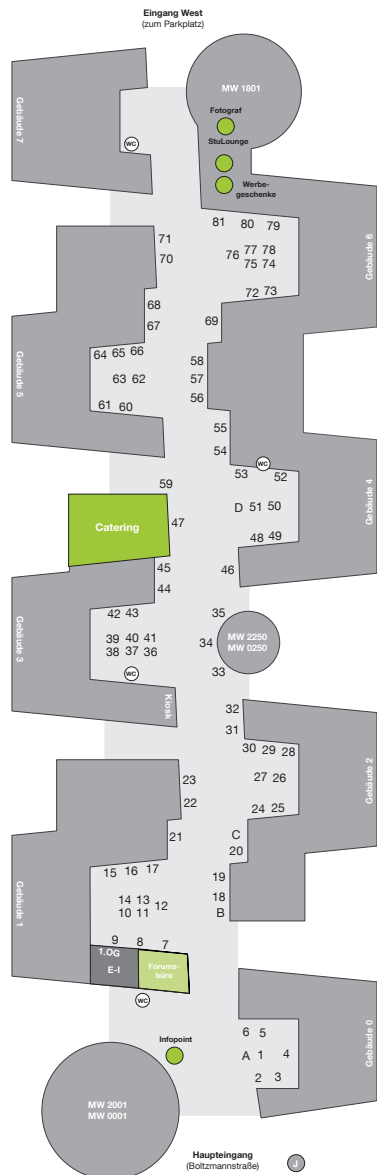 Eingang West
(zum Parkplatz)
MW 1801
Gebäude 7
WC
Fotograf
StuLounge
Werbe-
geschenke
81 80 79
71
76 77 78
70
75 74
Gebäude 6
72 73
68
69
67
64 65 66
58
Gebäude 5
63 62
57
56
61 60
55
54
WC
53 52
59
D 51 50
Gebäude 4
Catering
47
48 49
45
46
44
42 43
35
39 40 41
34
MW 2250
MW 0250
38 37 36
Gebäude 3
WC
33
Kiosk
32
31
30 29 28
23
27 26
Gebäude 2
22
24 25
21
C
20
15 16 17
19
Gebäude 1
14 13 12
18
10 11
B
9 8 7
1.OG
E-I
Forums-
büro
WC
6 5
Infopoint
A 1 4
Gebäude 0
2 3
MW 2001
MW 0001
Haupteingang
(Boltzmannstraße)
J